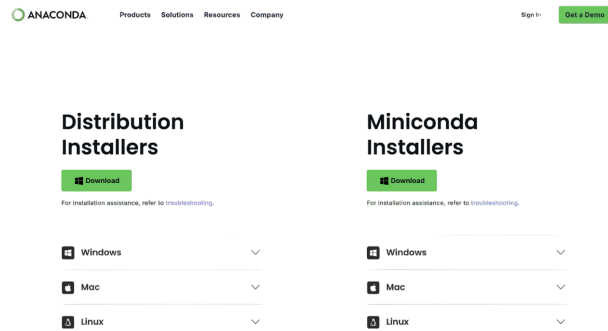 ANACONDA
Products Solutions Resources Company
Sign In
Get a Demo
Distribution
Installers
Download
For installation assistance, refer to troubleshooting.
Windows
Mac
Linux
Miniconda
Installers
Download
For installation assistance, refer to troubleshooting.
Windows
Mac
Linux